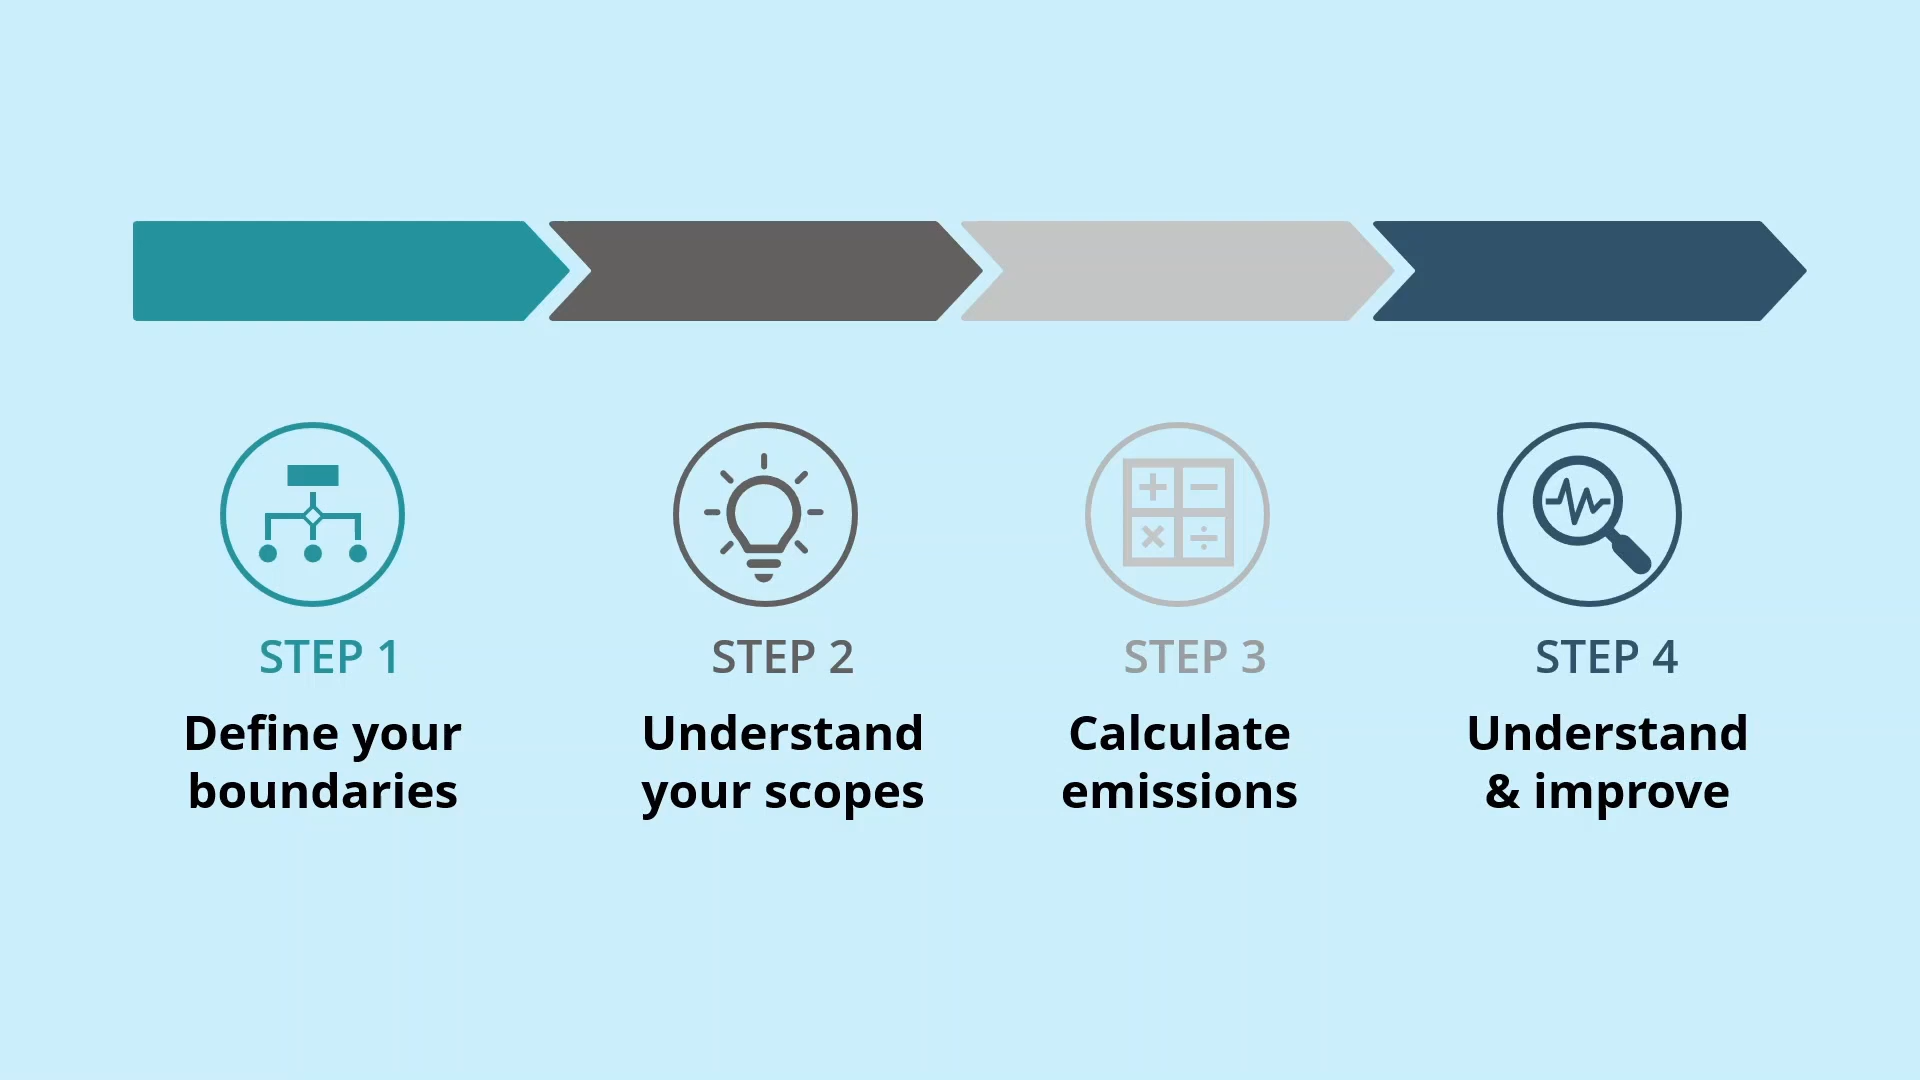 STEP 1
Define your
boundaries
STEP 2
Understand
your scopes
STEP 3
Calculate
emissions
STEP 4
Understand
& improve